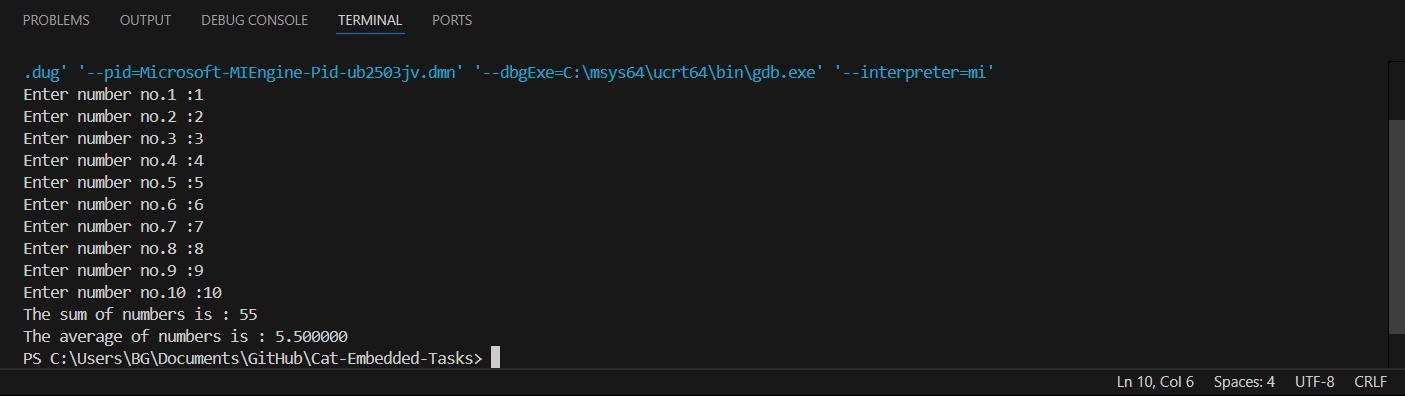 PROBLEMS OUTPUT DEBUG CONSOLE TERMINAL PORTS
.dug' '--pid=Microsoft-MIEngine-Pid-ub2503jv.dmn' '--dbgExe=C:\msys64\ucrt64\bin\gdb.exe' '--interpreter=mi'
Enter number no.1 :1
Enter number no.2 :2
Enter number no.3 :3
Enter number no.4 :4
Enter number no.5 :5
Enter number no.6 :6
Enter number no.7 :7
Enter number no.8 :8
Enter number no.9 :9
Enter number no.10 :10
The sum of numbers is : 55
The average of numbers is : 5.500000
PS C:\Users\BG\Documents\GitHub\Cat-Embedded-Tasks>
Ln 10, Col 6 Spaces: 4 UTF-8 CRLF